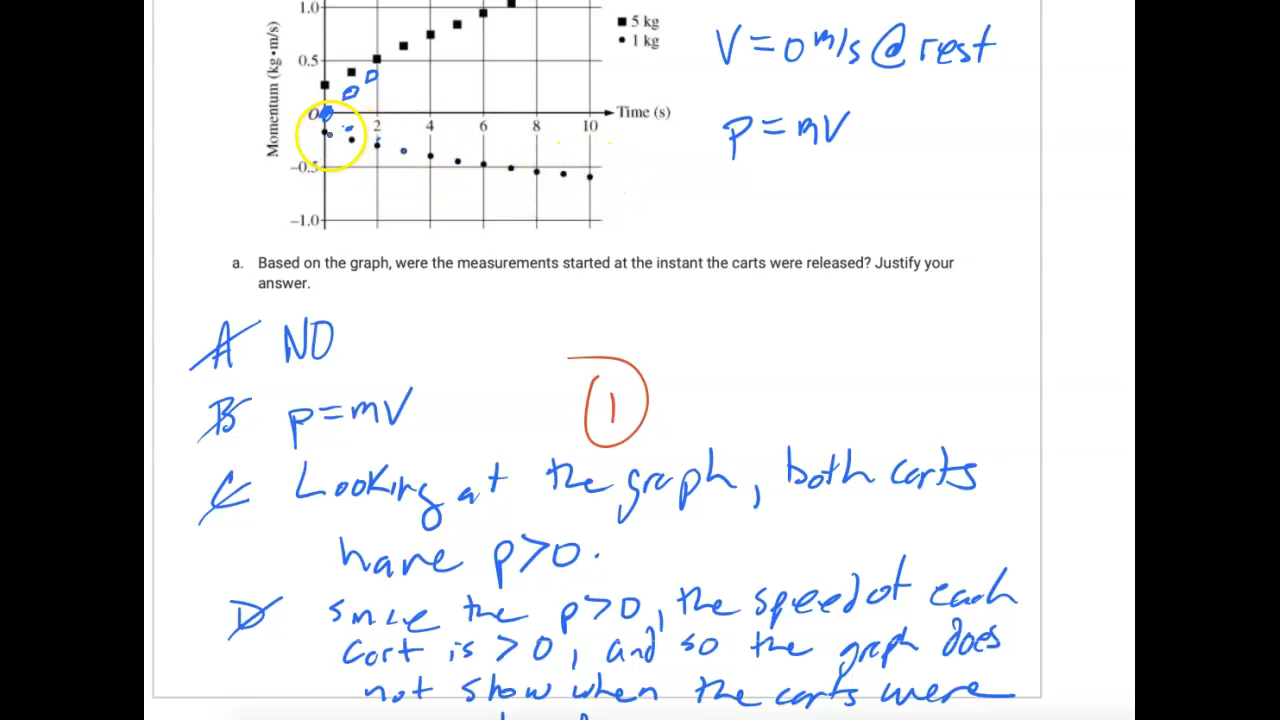 1.0
■ 5 kg
• 1 kg
V = 0 m/s @ rest
Momentum (kg•m/s)
0.5
0
Time (s)
2 4 6 8 10
p = mV
−0.5
−1.0
a. Based on the graph, were the measurements started at the instant the carts were released? Justify your
answer.
A NO
B p = mV
1
C Looking at the graph, both carts
have p>0.
D Since the p>0, the speed of each
cart is >0, and so the graph does
not show when the carts were